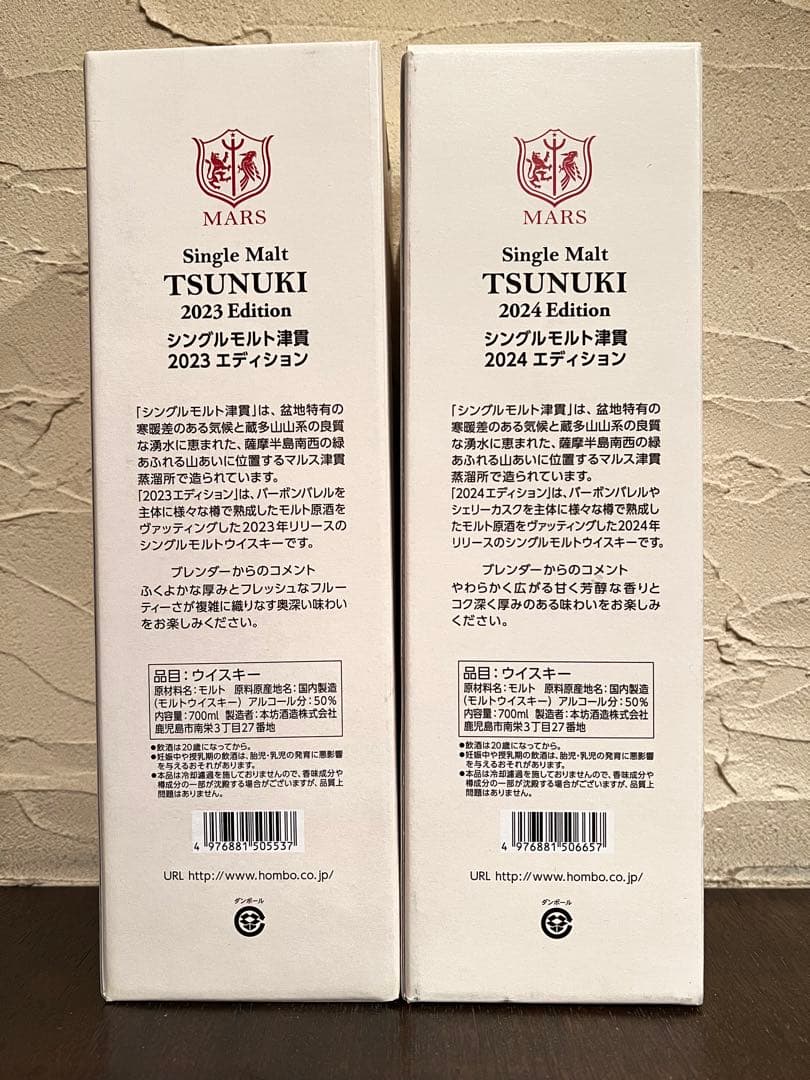 MARS
Single Malt
TSUNUKI
2023 Edition
シングルモルト津貫
2023 エディション
「シングルモルト津貫」は、盆地特有の
寒暖差のある気候と蔵多山山系の良質
な湧水に恵まれた、薩摩半島南西の緑
あふれる山あいに位置するマルス津貫
蒸溜所で造られています。
「2023エディション」は、バーボンバレルを
主体に様々な樽で熟成したモルト原酒
をヴァッティングした2023年リリースの
シングルモルトウイスキーです。
ブレンダーからのコメント
ふくよかな厚みとフレッシュなフルー
ティーさが複雑に織りなす奥深い味わい
をお楽しみください。
品目：ウイスキー
原材料名：モルト 原料原産地名：国内製造
(モルトウイスキー) アルコール分：50%
内容量：700ml 製造者：本坊酒造株式会社
鹿児島市南栄3丁目27番地
●飲酒は20歳になってから。
●妊娠中や授乳期の飲酒は、胎児・乳児の発育に悪影響
を与えるおそれがあります。
●本品は冷却濾過を施しておりませんので、香味成分や
樽成分の一部が沈殿する場合がございますが、品質上
問題はありません。
4 976881 505537
URL http://www.hombo.co.jp/
ダンボール
MARS
Single Malt
TSUNUKI
2024 Edition
シングルモルト津貫
2024 エディション
「シングルモルト津貫」は、盆地特有の
寒暖差のある気候と蔵多山山系の良質
な湧水に恵まれた、薩摩半島南西の緑
あふれる山あいに位置するマルス津貫
蒸溜所で造られています。
「2024エディション」は、バーボンバレルや
シェリーカスクを主体に様々な樽で熟成し
たモルト原酒をヴァッティングした2024年
リリースのシングルモルトウイスキーです。
ブレンダーからのコメント
やわらかく広がる甘く芳醇な香りと
コク深く厚みのある味わいをお楽しみ
ください。
品目：ウイスキー
原材料名：モルト 原料原産地名：国内製造
(モルトウイスキー) アルコール分：50%
内容量：700ml 製造者：本坊酒造株式会社
鹿児島市南栄3丁目27番地
●飲酒は20歳になってから。
●妊娠中や授乳期の飲酒は、胎児・乳児の発育に悪影響
を与えるおそれがあります。
●本品は冷却濾過を施しておりませんので、香味成分や
樽成分の一部が沈殿する場合がございますが、品質上
問題はありません。
4 976881 506657
URL http://www.hombo.co.jp/
ダンボール